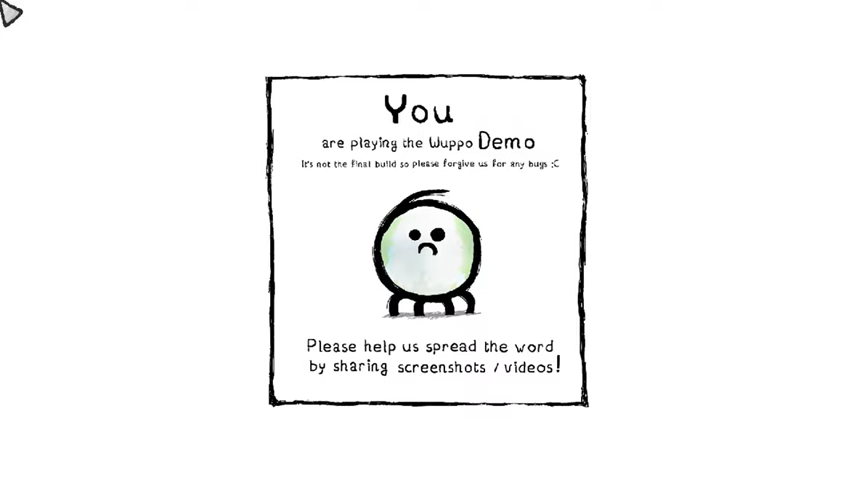 You
are playing the Wuppo Demo
It's not the final build so please forgive us for any bugs :C
Please help us spread the word
by sharing screenshots / videos!